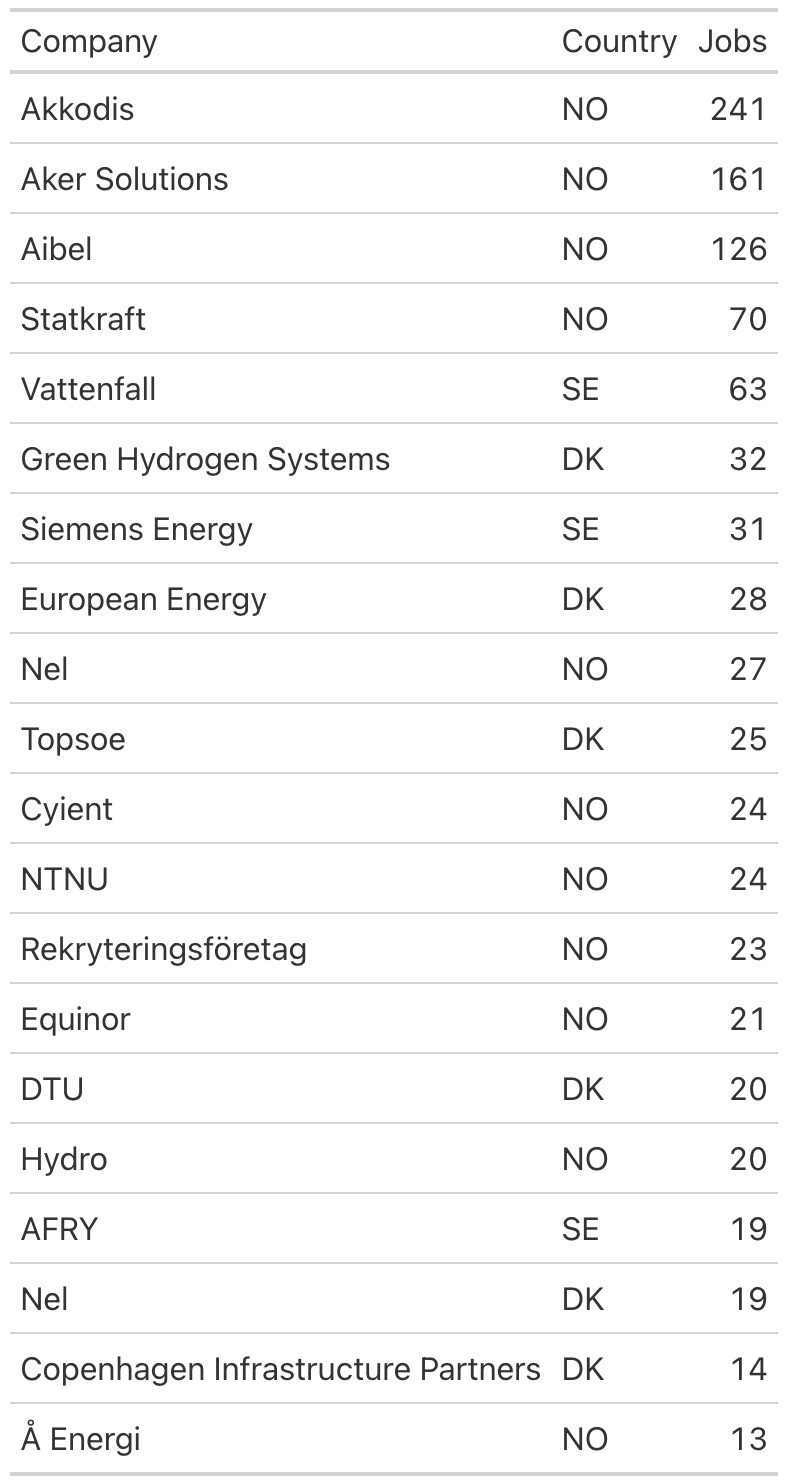 Company Country Jobs
Akkodis NO 241
Aker Solutions NO 161
Aibel NO 126
Statkraft NO 70
Vattenfall SE 63
Green Hydrogen Systems DK 32
Siemens Energy SE 31
European Energy DK 28
Nel NO 27
Topsoe DK 25
Cyient NO 24
NTNU NO 24
Rekryteringsföretag NO 23
Equinor NO 21
DTU DK 20
Hydro NO 20
AFRY SE 19
Nel DK 19
Copenhagen Infrastructure Partners DK 14
Å Energi NO 13